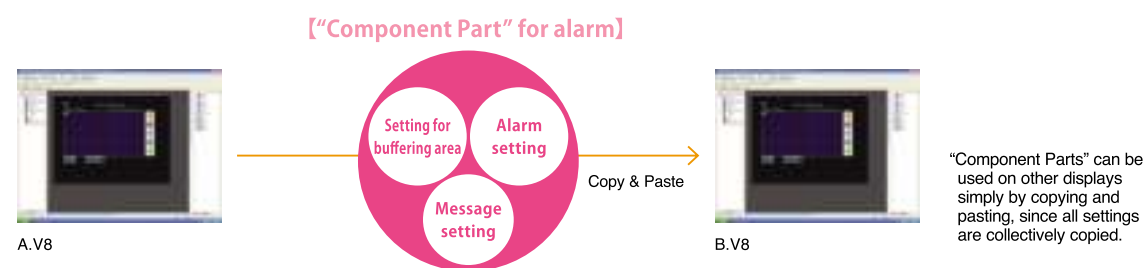 【“Component Part” for alarm】
Setting for
buffering area
Alarm
setting
Message
setting
Copy & Paste
A.V8
B.V8
“Component Parts” can be
used on other displays
simply by copying and
pasting, since all settings
are collectively copied.